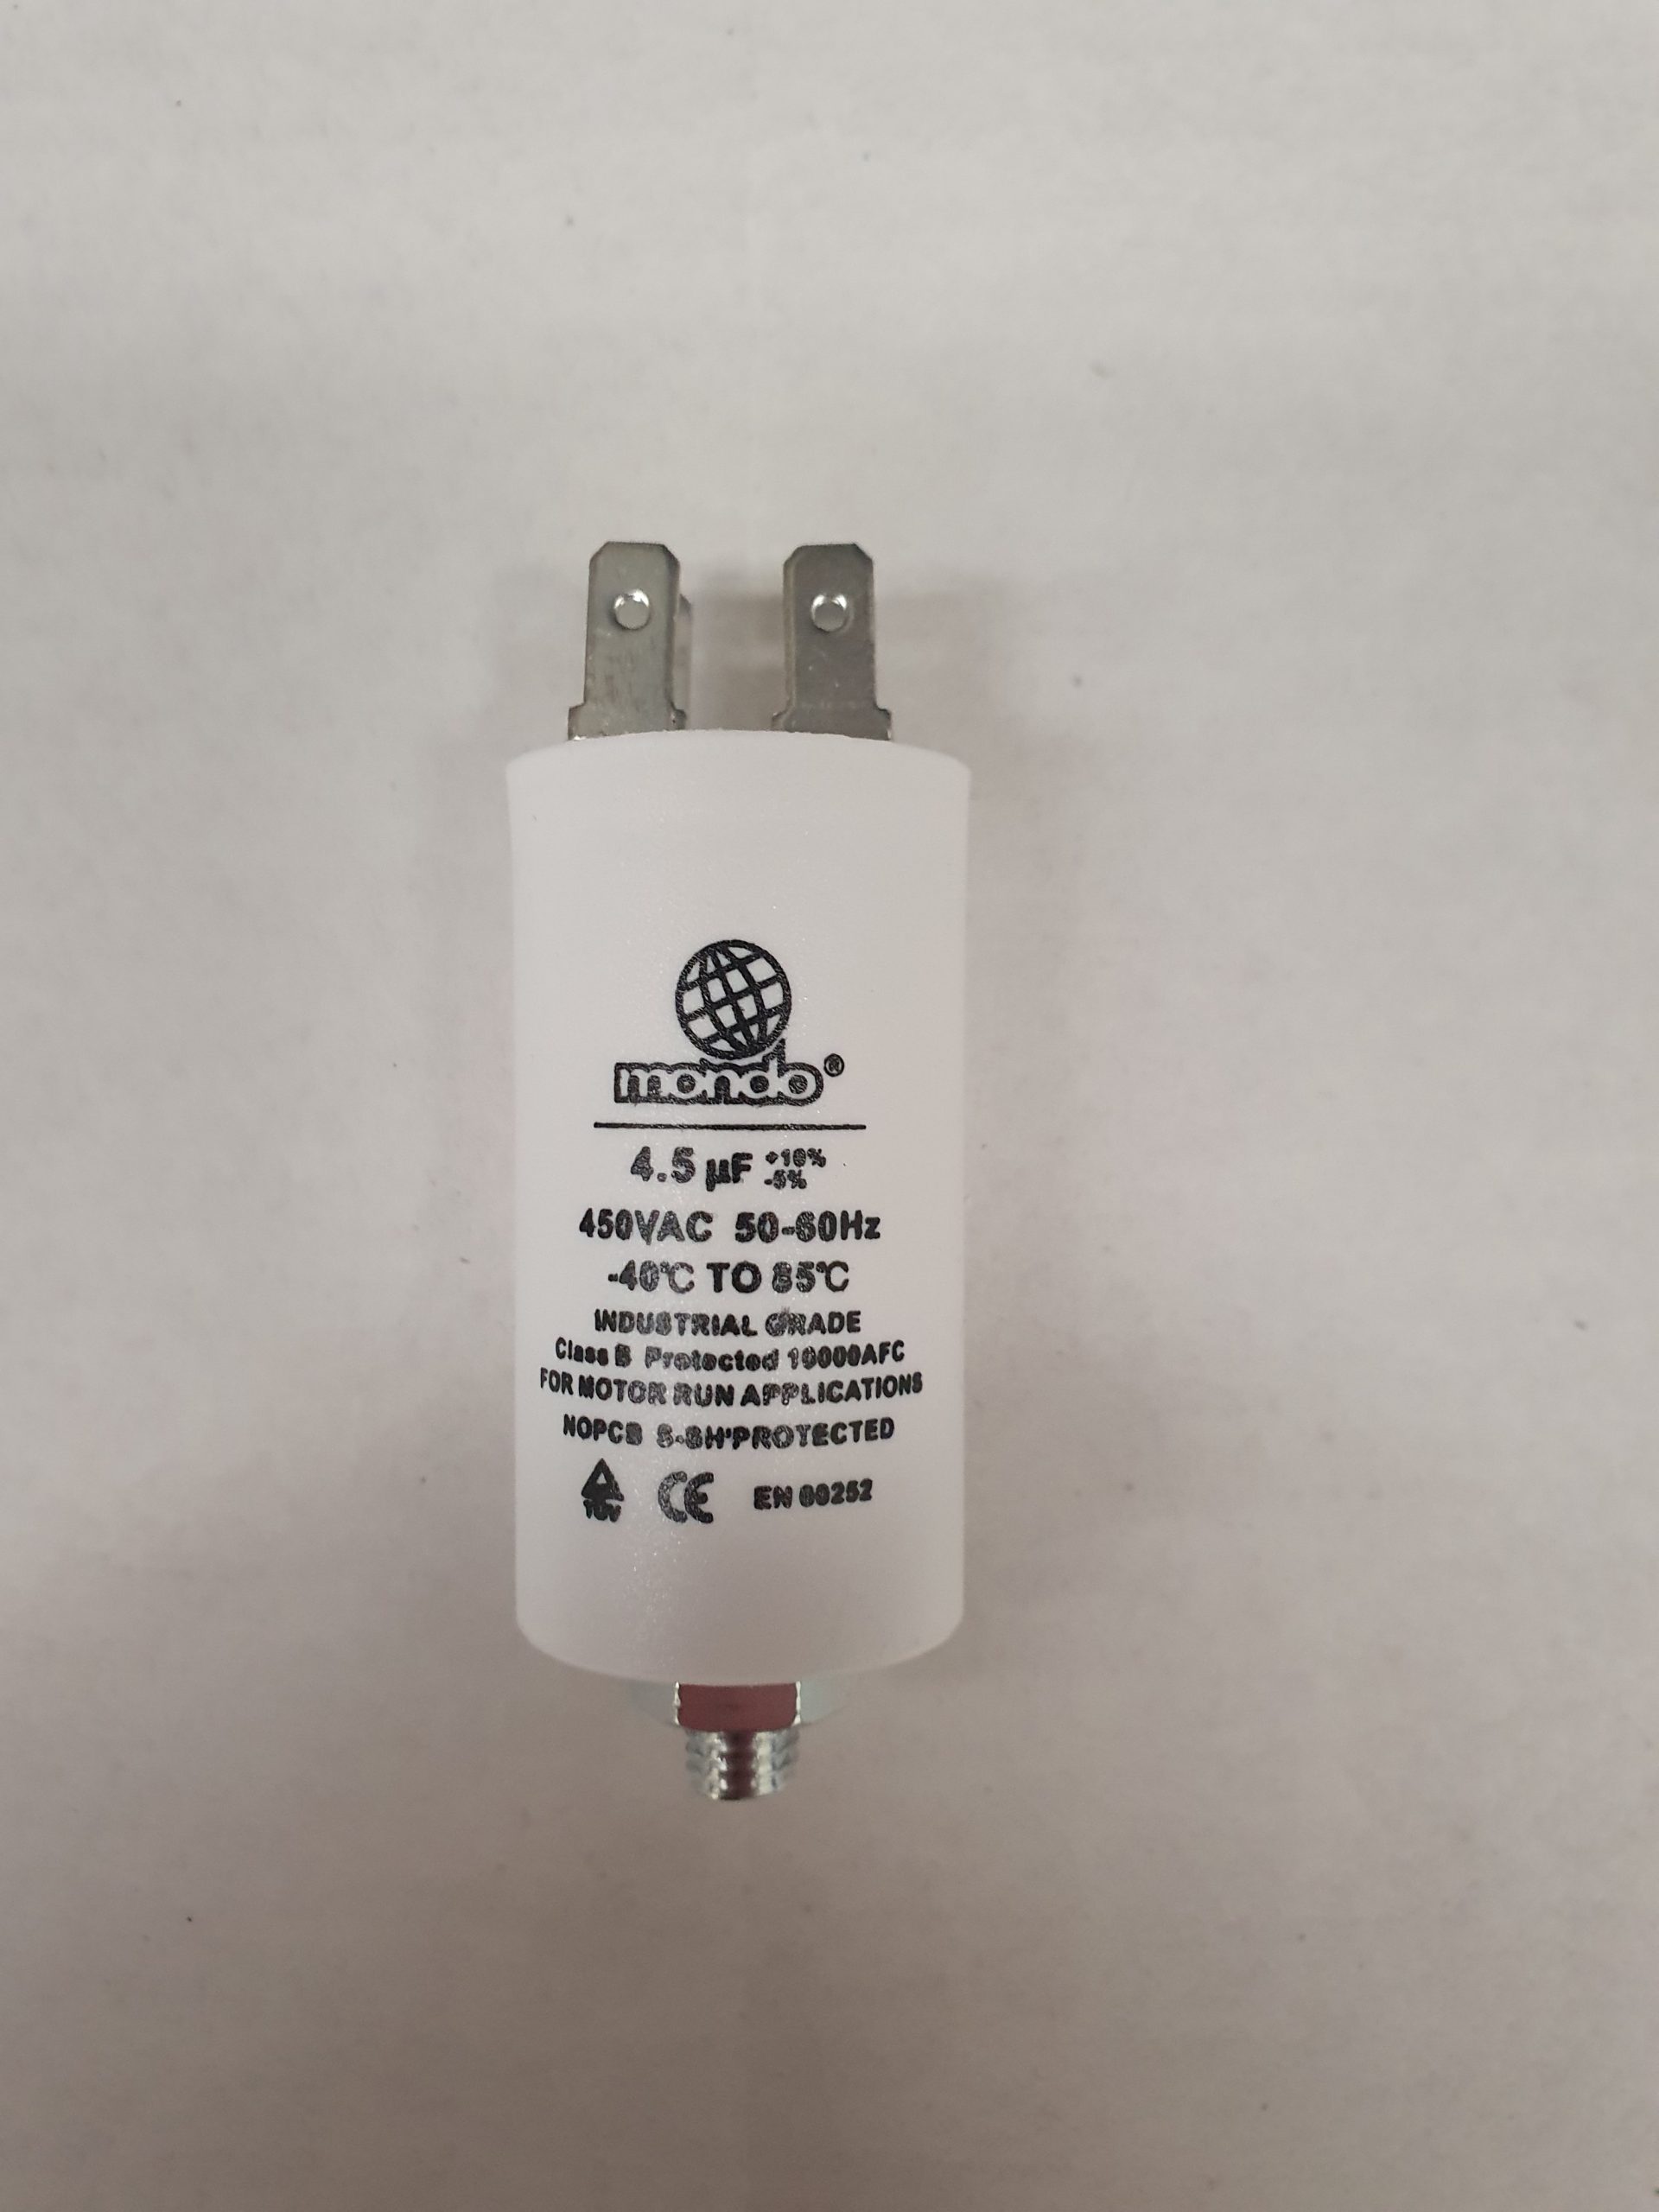 mondo®
4.5 µF +10%
-5%
450VAC 50-60Hz
-40℃ TO 85℃
INDUSTRIAL GRADE
Class B Protected 10000AFC
FOR MOTOR RUN APPLICATIONS
NOPCB S-SH'PROTECTED
TUV CE EN 60252